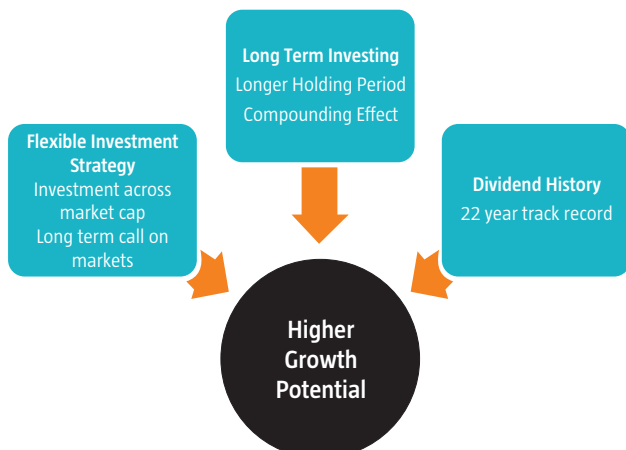 Flexible Investment
Strategy
Investment across
market cap
Long term call on
markets
Long Term Investing
Longer Holding Period
Compounding Effect
Dividend History
22 year track record
Higher
Growth
Potential